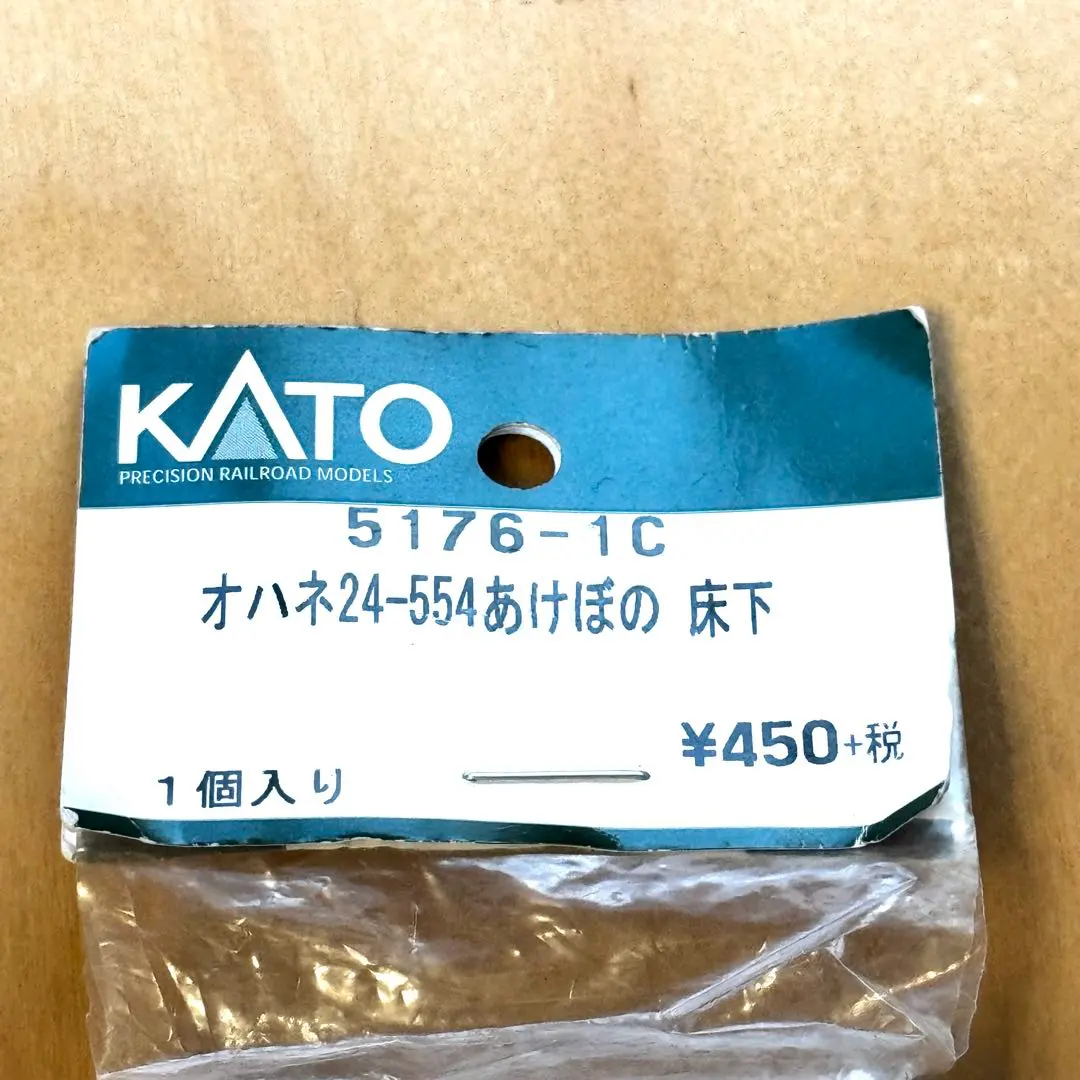 KATO
PRECISION RAILROAD MODELS
5176-1C
オハネ24-554あけぼの 床下
¥450+税
1個入り